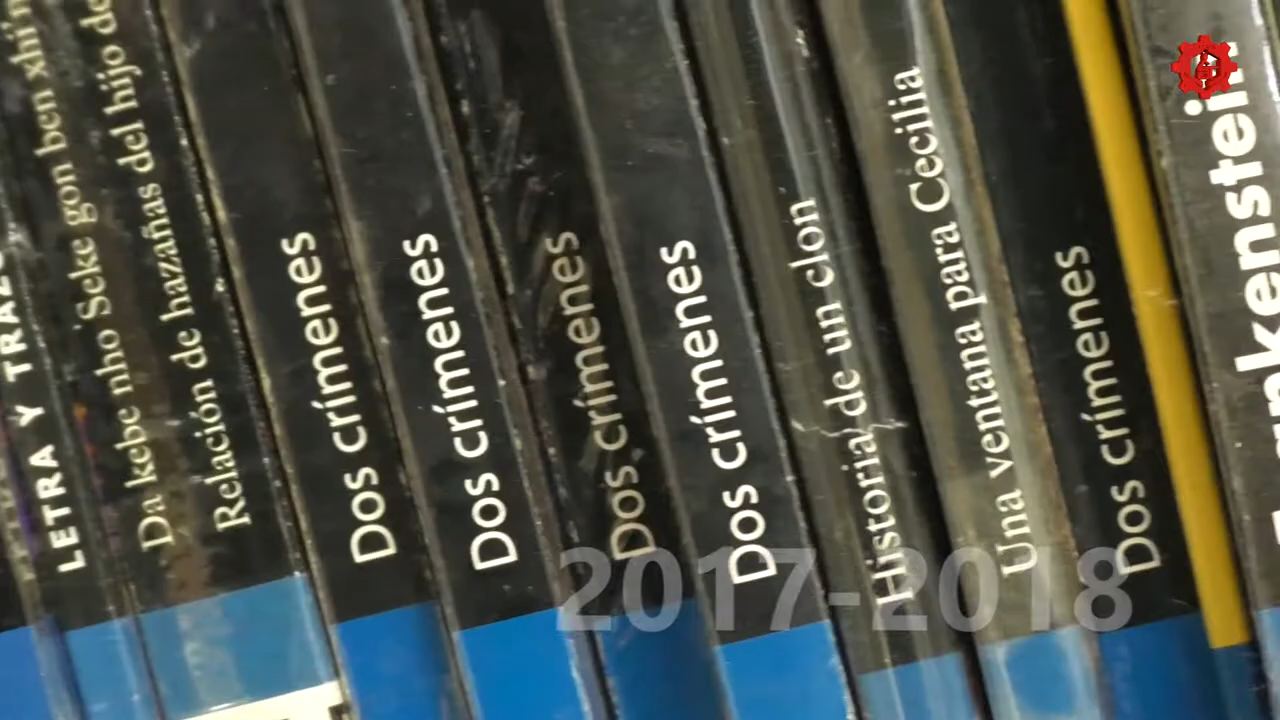 LETRA Y TRAZO
gon ben xhi'n
Da kebe nho Seke
Relación de hazañas del hijo de
Dos crímenes
Dos crímenes
Dos crímenes
Dos crímenes
Historia de un clon
Una ventana para Cecilia
Dos crímenes
Frankenstein
2017-2018